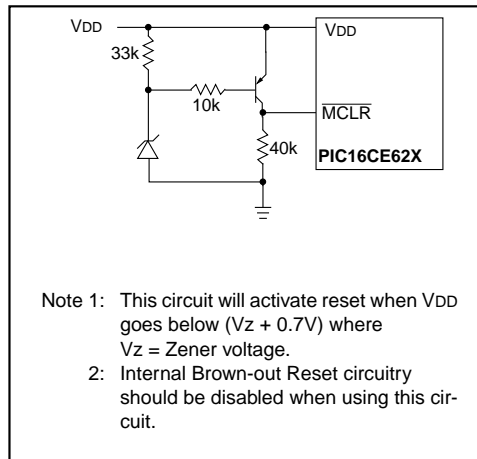 VDD
VDD
33k
10k
MCLR
40k
PIC16CE62X
Note 1: This circuit will activate reset when VDD
goes below (Vz + 0.7V) where
Vz = Zener voltage.
2: Internal Brown-out Reset circuitry
should be disabled when using this cir-
cuit.